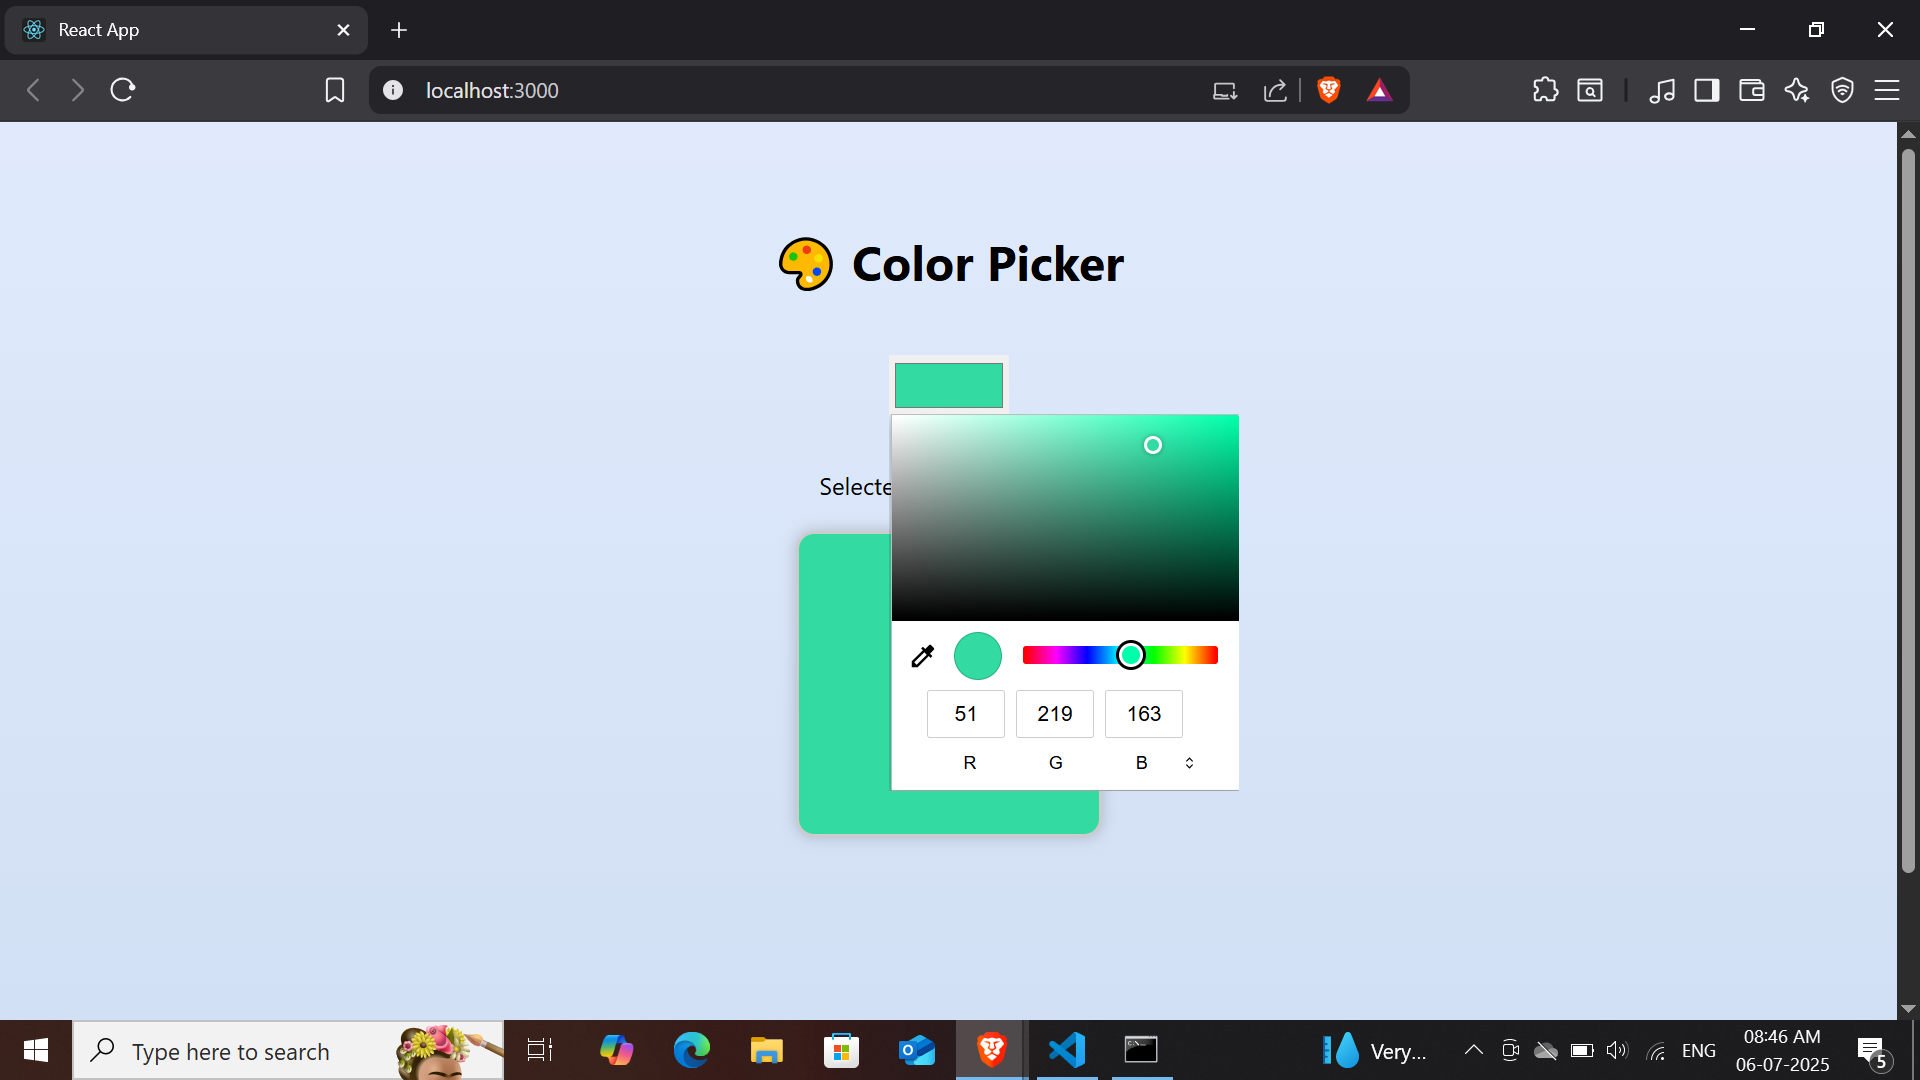 React App
localhost:3000
Color Picker
Selecte
51 219 163
R G B
Type here to search
Very...
ENG
08:46 AM
06-07-2025
5